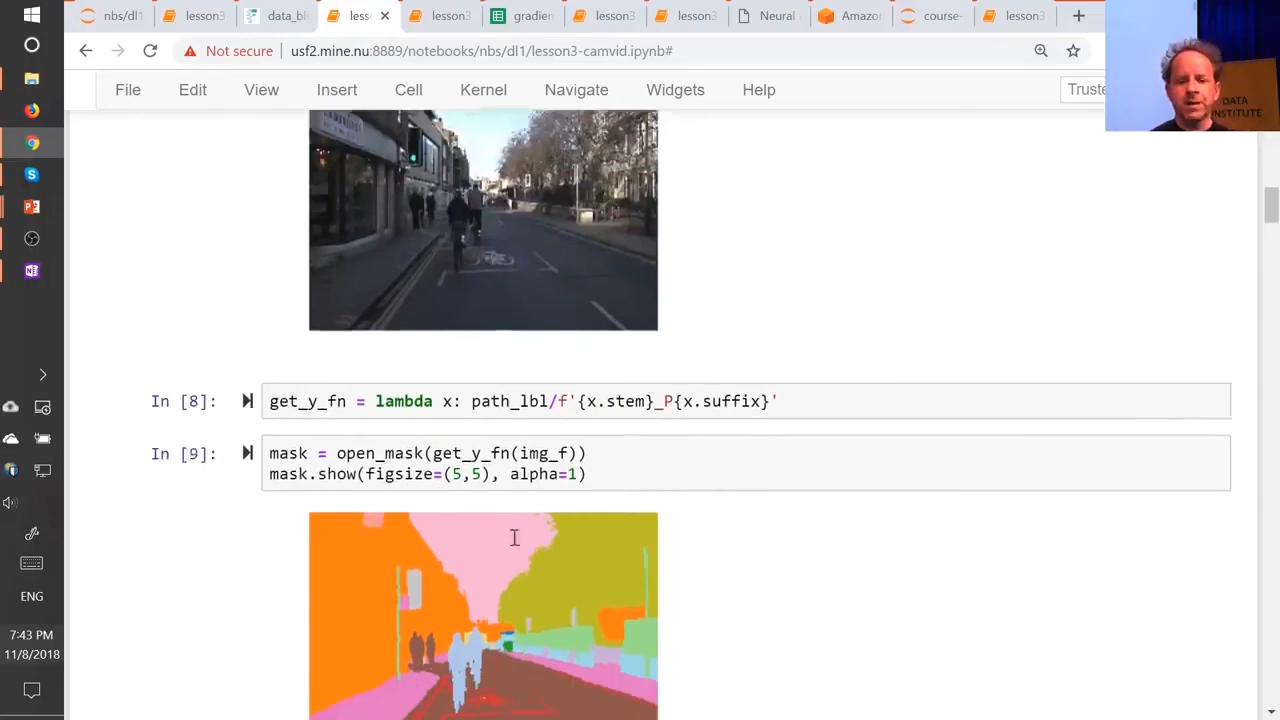 nbs/dl1
lesson3
data_bl
less
lesson3
gradien
lesson3
lesson3
Neural
Amazo
course-
lesson3
Not secure
usf2.mine.nu:8889/notebooks/nbs/dl1/lesson3-camvid.ipynb#
File Edit View Insert Cell Kernel Navigate Widgets Help
Truste
DATA
INSTITUTE
In [8]: get_y_fn = lambda x: path_lbl/f'{x.stem}_P{x.suffix}'
In [9]: mask = open_mask(get_y_fn(img_f))
mask.show(figsize=(5,5), alpha=1)
ENG
7:43 PM
11/8/2018